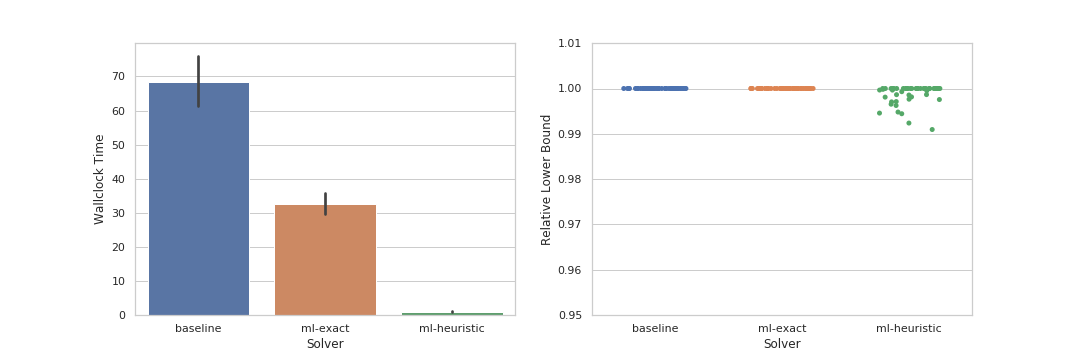 Wallclock Time
70
60
50
40
30
20
10
0
baseline ml-exact ml-heuristic
Solver
Relative Lower Bound
1.01
1.00
0.99
0.98
0.97
0.96
0.95
baseline ml-exact ml-heuristic
Solver